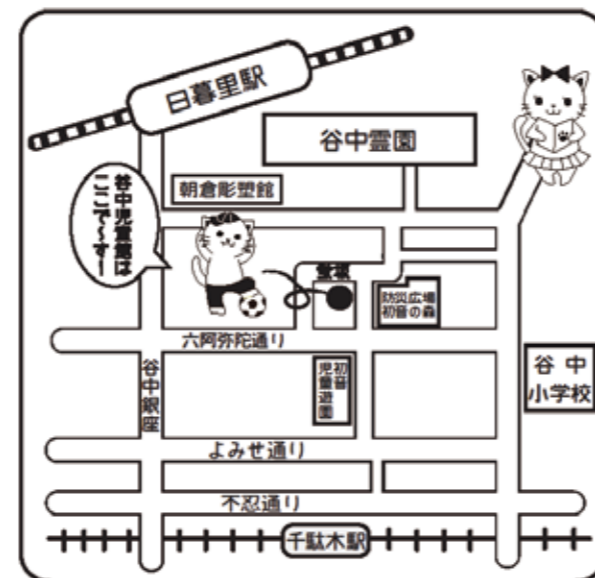 日暮里駅
谷中霊園
朝倉彫塑館
谷中児童館は
ここで～すー
防災広場
初音の森
六阿弥陀通り
谷中銀座
初音
児童遊園
谷中
小学校
よみせ通り
不忍通り
千駄木駅